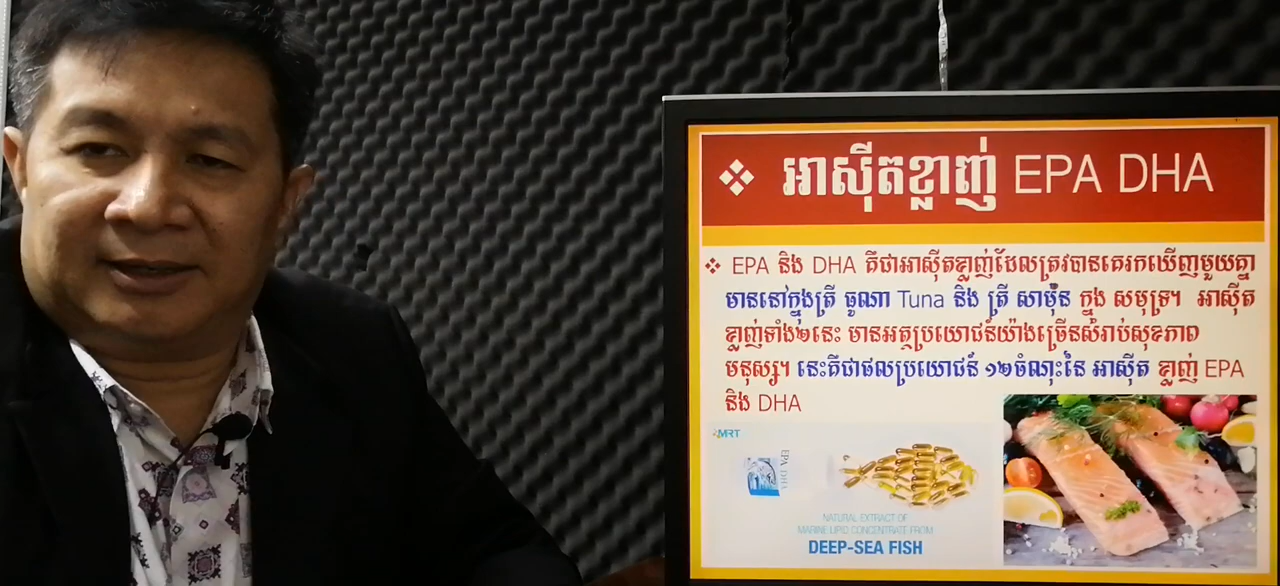 ❖ អាស៊ីតខ្លាញ់ EPA DHA
❖ EPA និង DHA គឺជាអាស៊ីតខ្លាញ់ដែលត្រូវបានគេរកឃើញមួយគ្នា
មាននៅក្នុងត្រី ធូណា Tuna និង ត្រី សាម៉ុន ក្នុង សមុទ្រ។ អាស៊ីត
ខ្លាញ់ទាំង២នេះ មានអត្ថប្រយោជន៍យ៉ាងច្រើនសំរាប់សុខភាព
មនុស្ស។ នេះគឺជាផលប្រយោជន៍ ១២ចំណុះនៃ អាស៊ីត ខ្លាញ់ EPA
និង DHA
MRT
EPA DHA
NATURAL EXTRACT OF
MARINE LIPID CONCENTRATE FROM
DEEP-SEA FISH